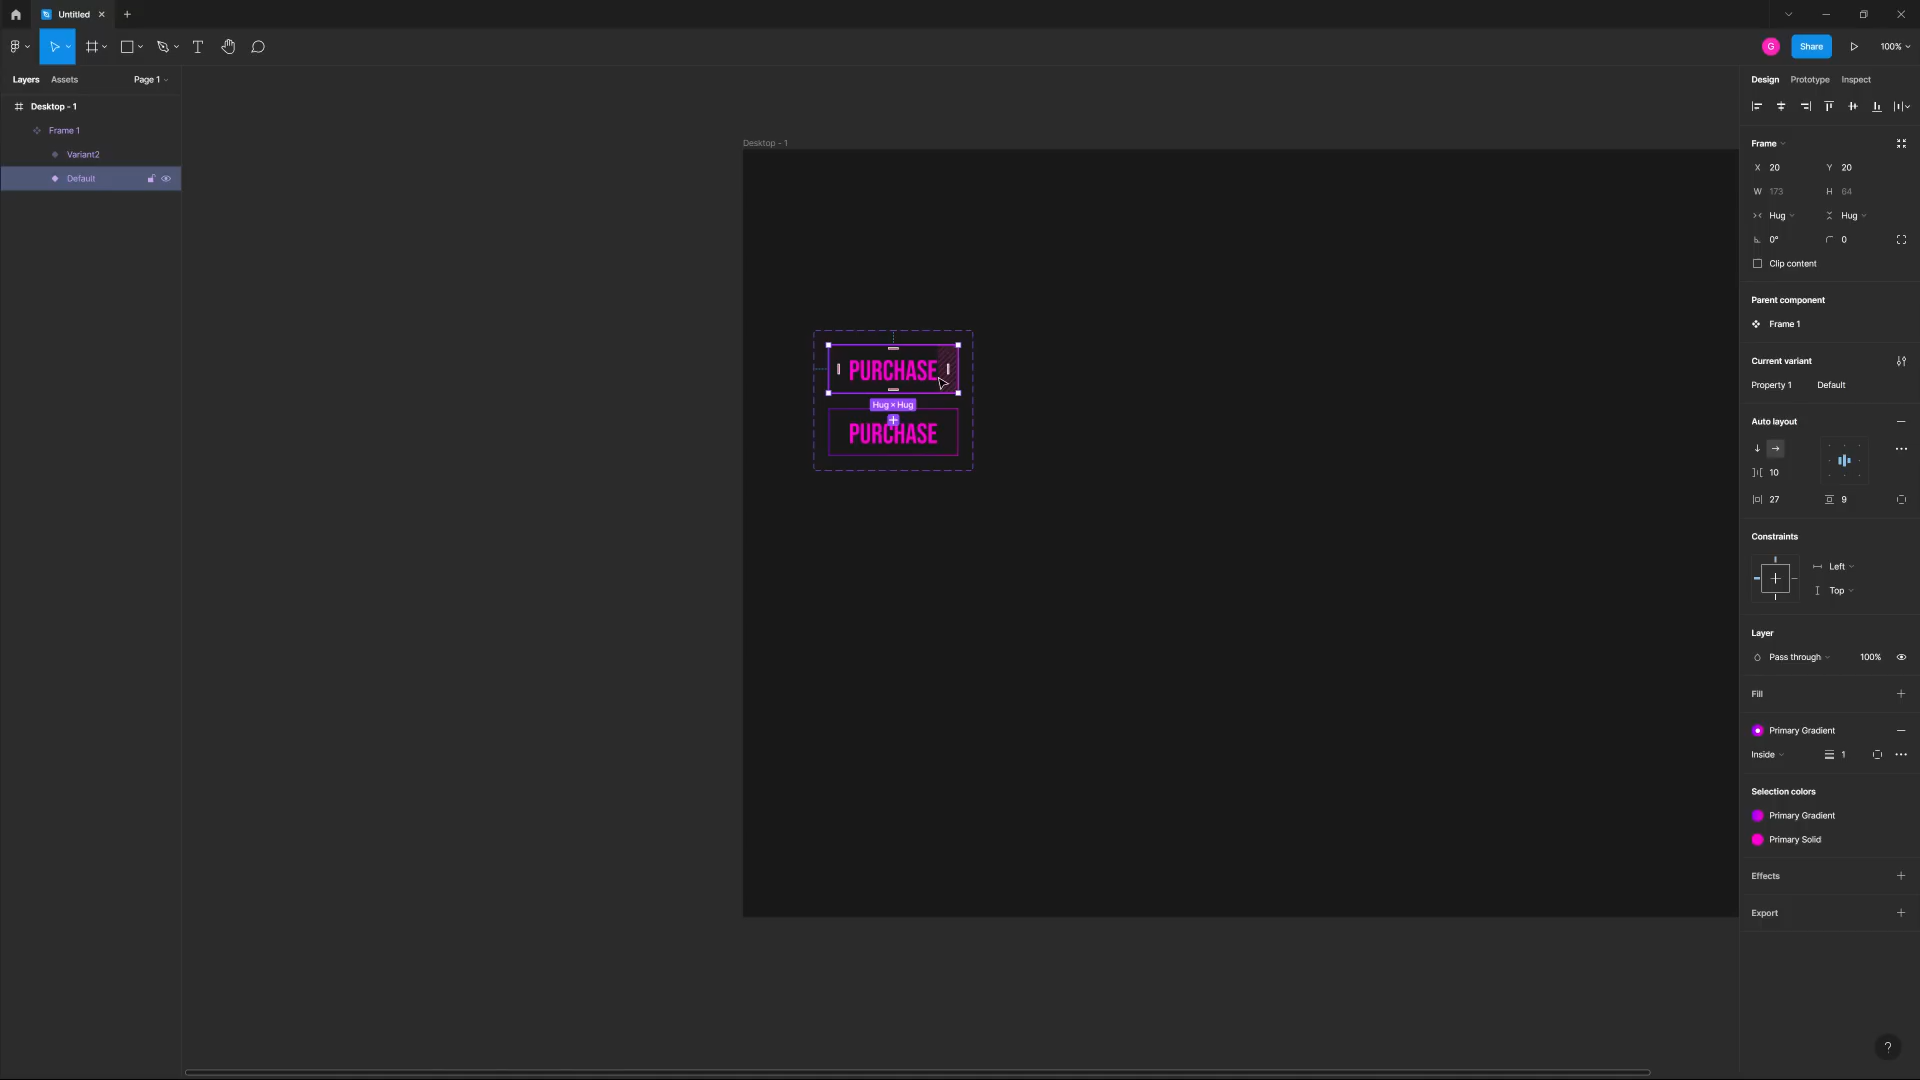 Untitled
Share
100%
Layers
Assets
Page 1
Desktop - 1
Frame 1
Variant2
Default
Desktop - 1
PURCHASE
Hug × Hug
PURCHASE
G
Design
Prototype
Inspect
Frame
X 20
Y 20
W 173
H 64
Hug
Hug
0°
0
Clip content
Parent component
Frame 1
Current variant
Property 1
Default
Auto layout
10
27
9
Constraints
Left
Top
Layer
Pass through
100%
Fill
Primary Gradient
Inside
1
Selection colors
Primary Gradient
Primary Solid
Effects
Export
?